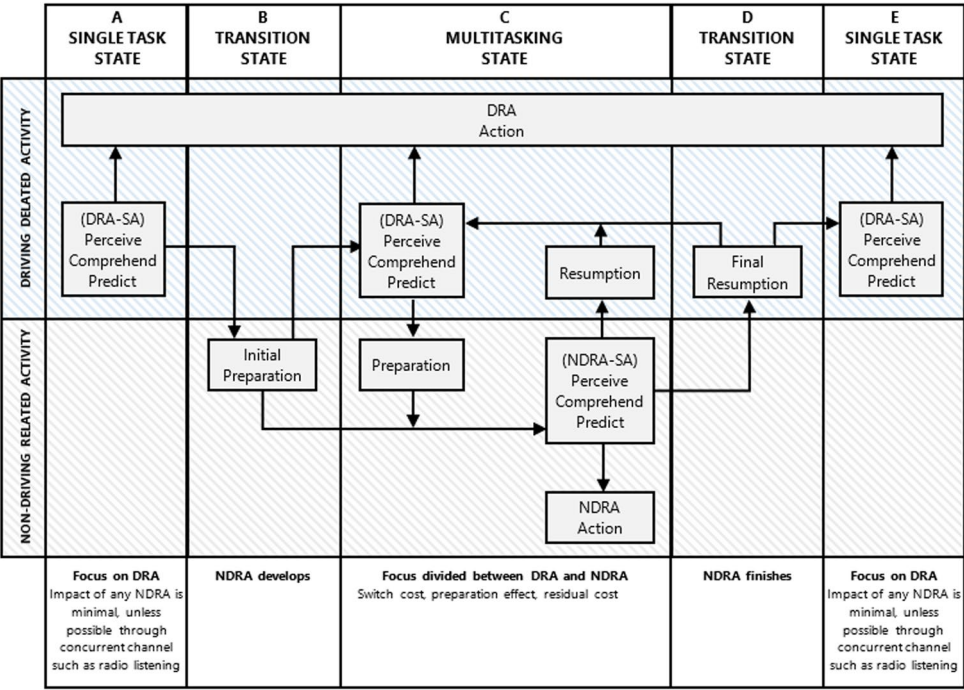 A
SINGLE TASK
STATE
B
TRANSITION
STATE
C
MULTITASKING
STATE
D
TRANSITION
STATE
E
SINGLE TASK
STATE
DRIVING DELATED ACTIVITY
DRA
Action
(DRA-SA)
Perceive
Comprehend
Predict
(DRA-SA)
Perceive
Comprehend
Predict
Resumption
Final
Resumption
(DRA-SA)
Perceive
Comprehend
Predict
NON-DRIVING RELATED ACTIVITY
Initial
Preparation
Preparation
(NDRA-SA)
Perceive
Comprehend
Predict
NDRA
Action
Focus on DRA
Impact of any NDRA is
minimal, unless
possible through
concurrent channel
such as radio listening
NDRA develops
Focus divided between DRA and NDRA
Switch cost, preparation effect, residual cost
NDRA finishes
Focus on DRA
Impact of any NDRA is
minimal, unless
possible through
concurrent channel
such as radio listening